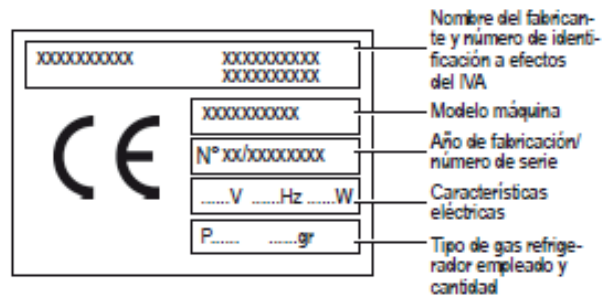 Nombre del fabrican-
te y número de identi-
ficación a efectos
del IVA
XXXXXXXXXX XXXXXXXXXX
XXXXXXXXXX
CE
XXXXXXXXXX
Modelo máquina
N° xx/xxxxxxxx
Año de fabricación/
número de serie
.......V .......Hz .......W
Características
eléctricas
P....... .......gr
Tipo de gas refrige-
rador empleado y
cantidad